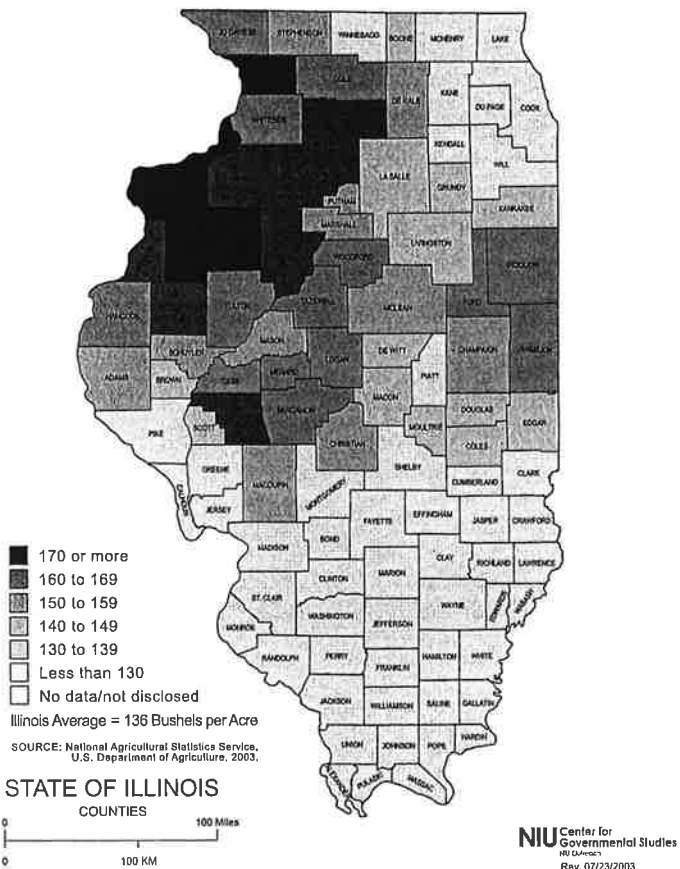 JO DAVIESS STEPHENSON WINNEBAGO BOONE MCHENRY LAKE
OGLE
KANE
WHITESIDE DE KALB DU PAGE COOK
KENDALL
WILL
LA SALLE
GRUNDY
PUTNAM KANKAKEE
MARSHALL
LIVINGSTON
WOODFORD
IROQUOIS
TAZEWELL FORD
FULTON MCLEAN
HANCOCK
MASON
SCHUYLER DE WITT CHAMPAIGN VERMILION
LOGAN
ADAMS BROWN CASS MENARD PIATT
MACON
DOUGLAS
PIKE SCOTT SANGAMON MOULTRIE EDGAR
CHRISTIAN COLES
GREENE SHELBY CLARK
MACOUPIN CUMBERLAND
CALHOUN MONTGOMERY
JERSEY FAYETTE EFFINGHAM JASPER CRAWFORD
BOND
MADISON
CLAY RICHLAND LAWRENCE
CLINTON MARION
ST. CLAIR WAYNE EDWARDS WABASH
WASHINGTON
MONROE JEFFERSON
RANDOLPH PERRY HAMILTON WHITE
FRANKLIN
JACKSON WILLIAMSON SALINE GALLATIN
UNION JOHNSON POPE HARDIN
ALEXANDER PULASKI MASSAC
170 or more
160 to 169
150 to 159
140 to 149
130 to 139
Less than 130
No data/not disclosed
Illinois Average = 136 Bushels per Acre
SOURCE: National Agricultural Statistics Service,
U.S. Department of Agriculture, 2003.
STATE OF ILLINOIS
COUNTIES
0 100 Miles
0 100 KM
NIU Center for
Governmental Studies
NIU Outreach
Rev. 07/23/2003